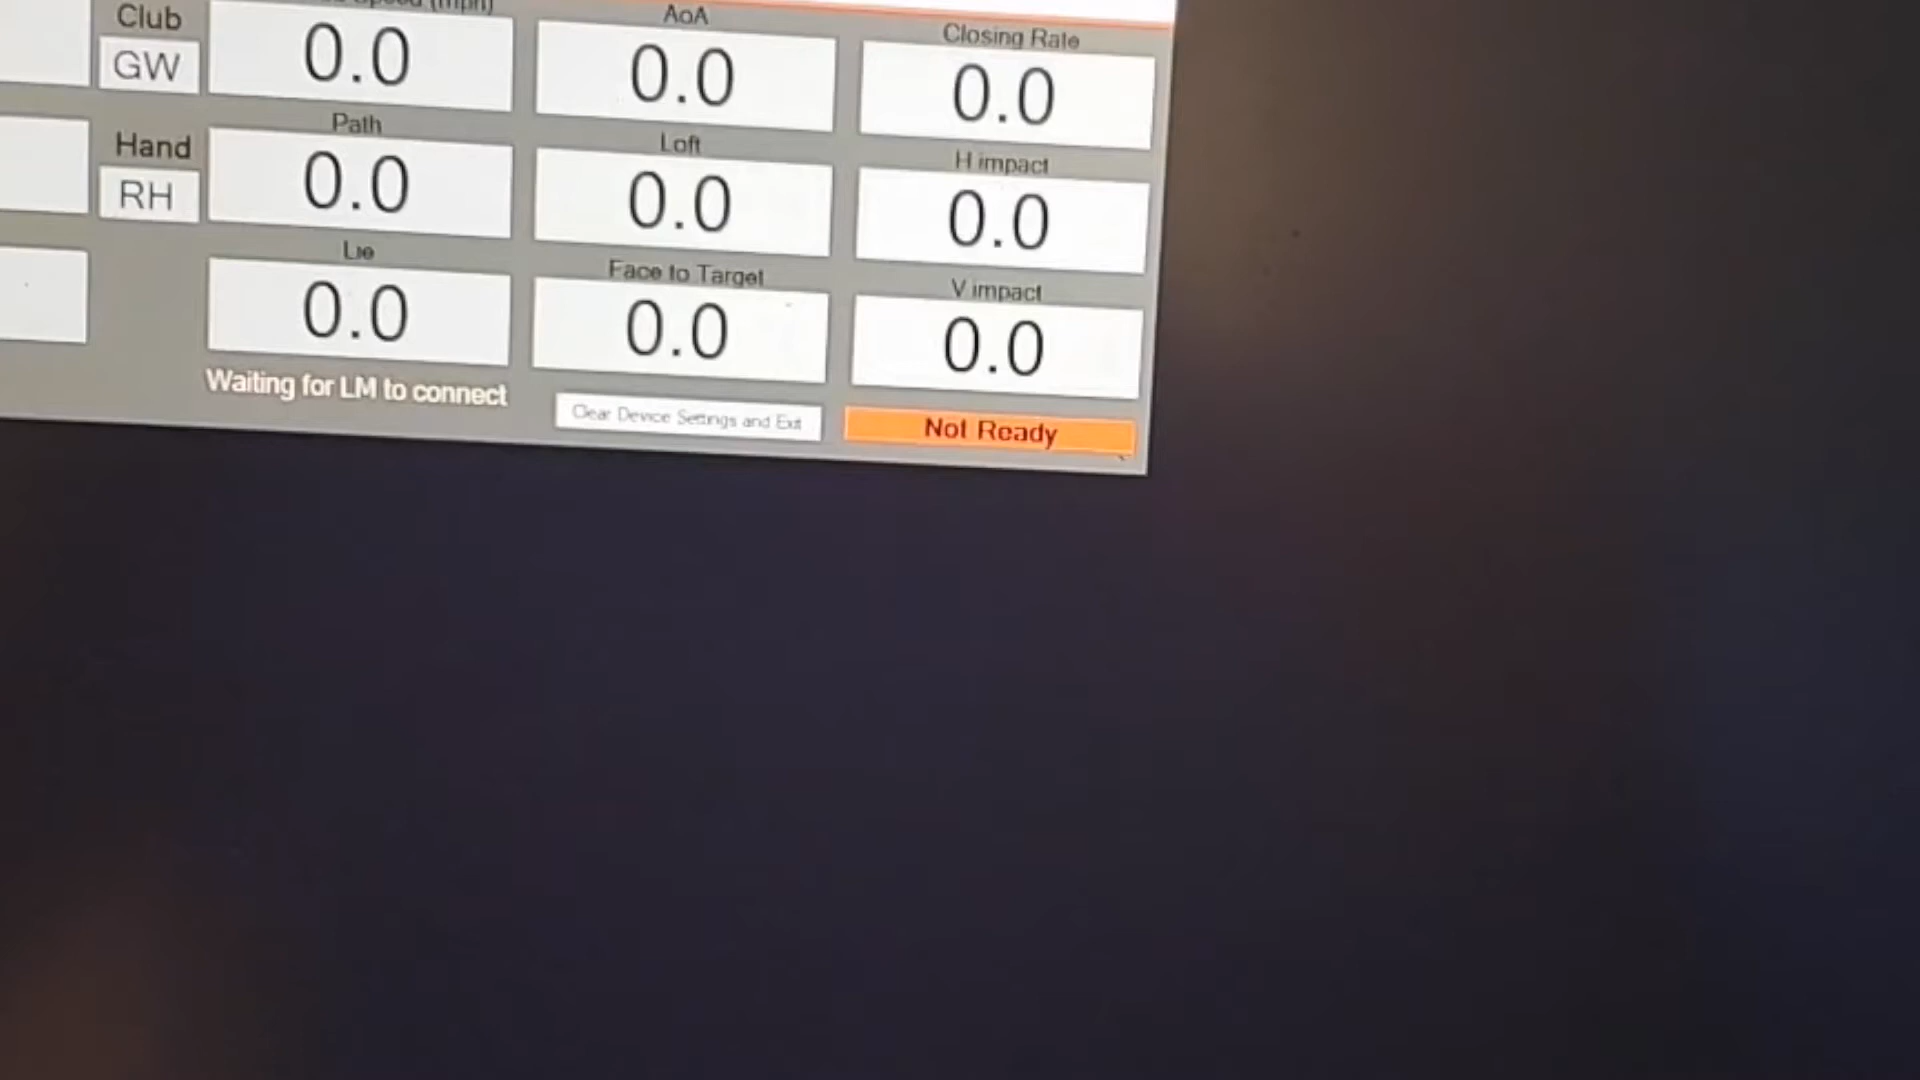 Club
(mph)
AoA
Closing Rate
GW
0.0
0.0
0.0
Hand
Path
Loft
H impact
RH
0.0
0.0
0.0
Lie
Face to Target
V impact
0.0
0.0
0.0
Waiting for LM to connect
Clear Device Settings and Exit
Not Ready